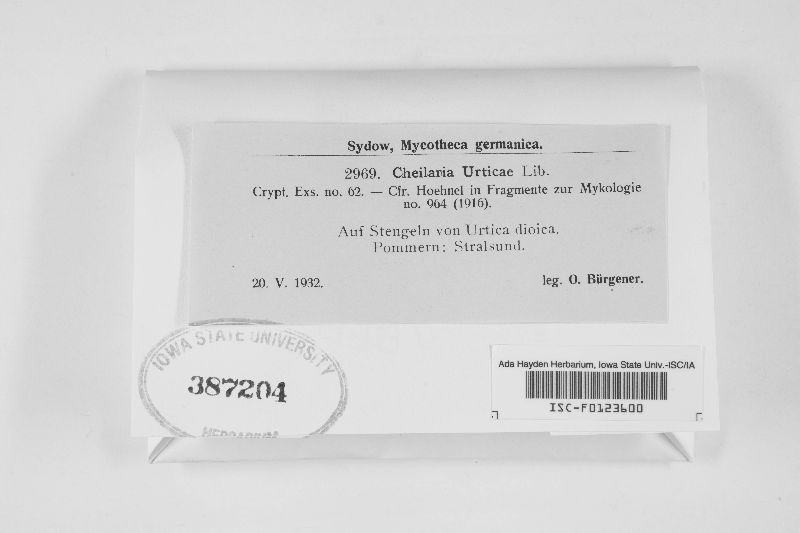 Sydow, Mycotheca germanica.
2969. Cheilaria Urticae Lib.
Crypt. Exs. no. 62. — Cfr. Hoehnel in Fragmente zur Mykologie
no. 964 (1916).
Auf Stengeln von Urtica dioica.
Pommern: Stralsund.
20. V. 1932. leg. O. Bürgener.
IOWA STATE UNIVERSITY
387204
HERBARIUM
Ada Hayden Herbarium, Iowa State Univ.-ISC/IA
ISC-F0123600